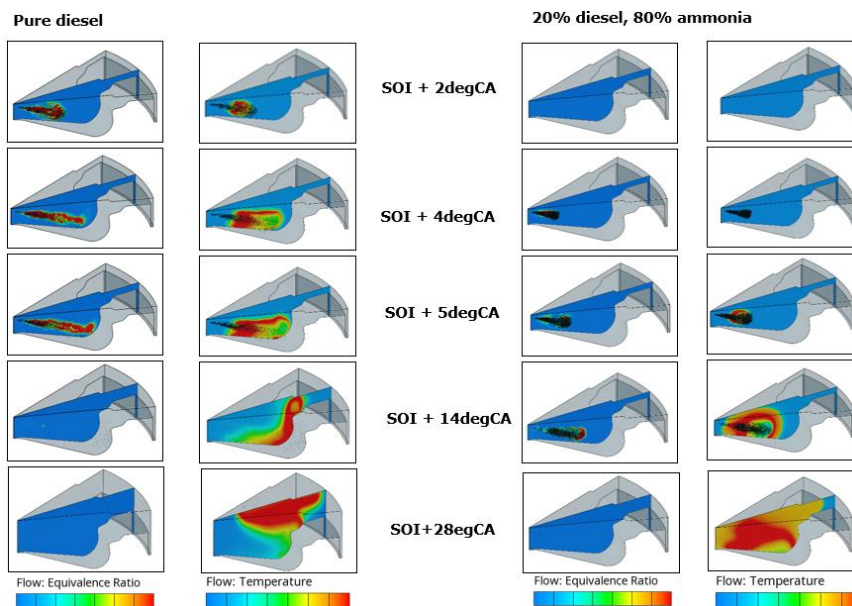 Pure diesel
20% diesel, 80% ammonia
SOI + 2degCA
SOI + 4degCA
SOI + 5degCA
SOI + 14degCA
SOI+28egCA
Flow: Equivalence Ratio
Flow: Temperature
Flow: Equivalence Ratio
Flow: Temperature